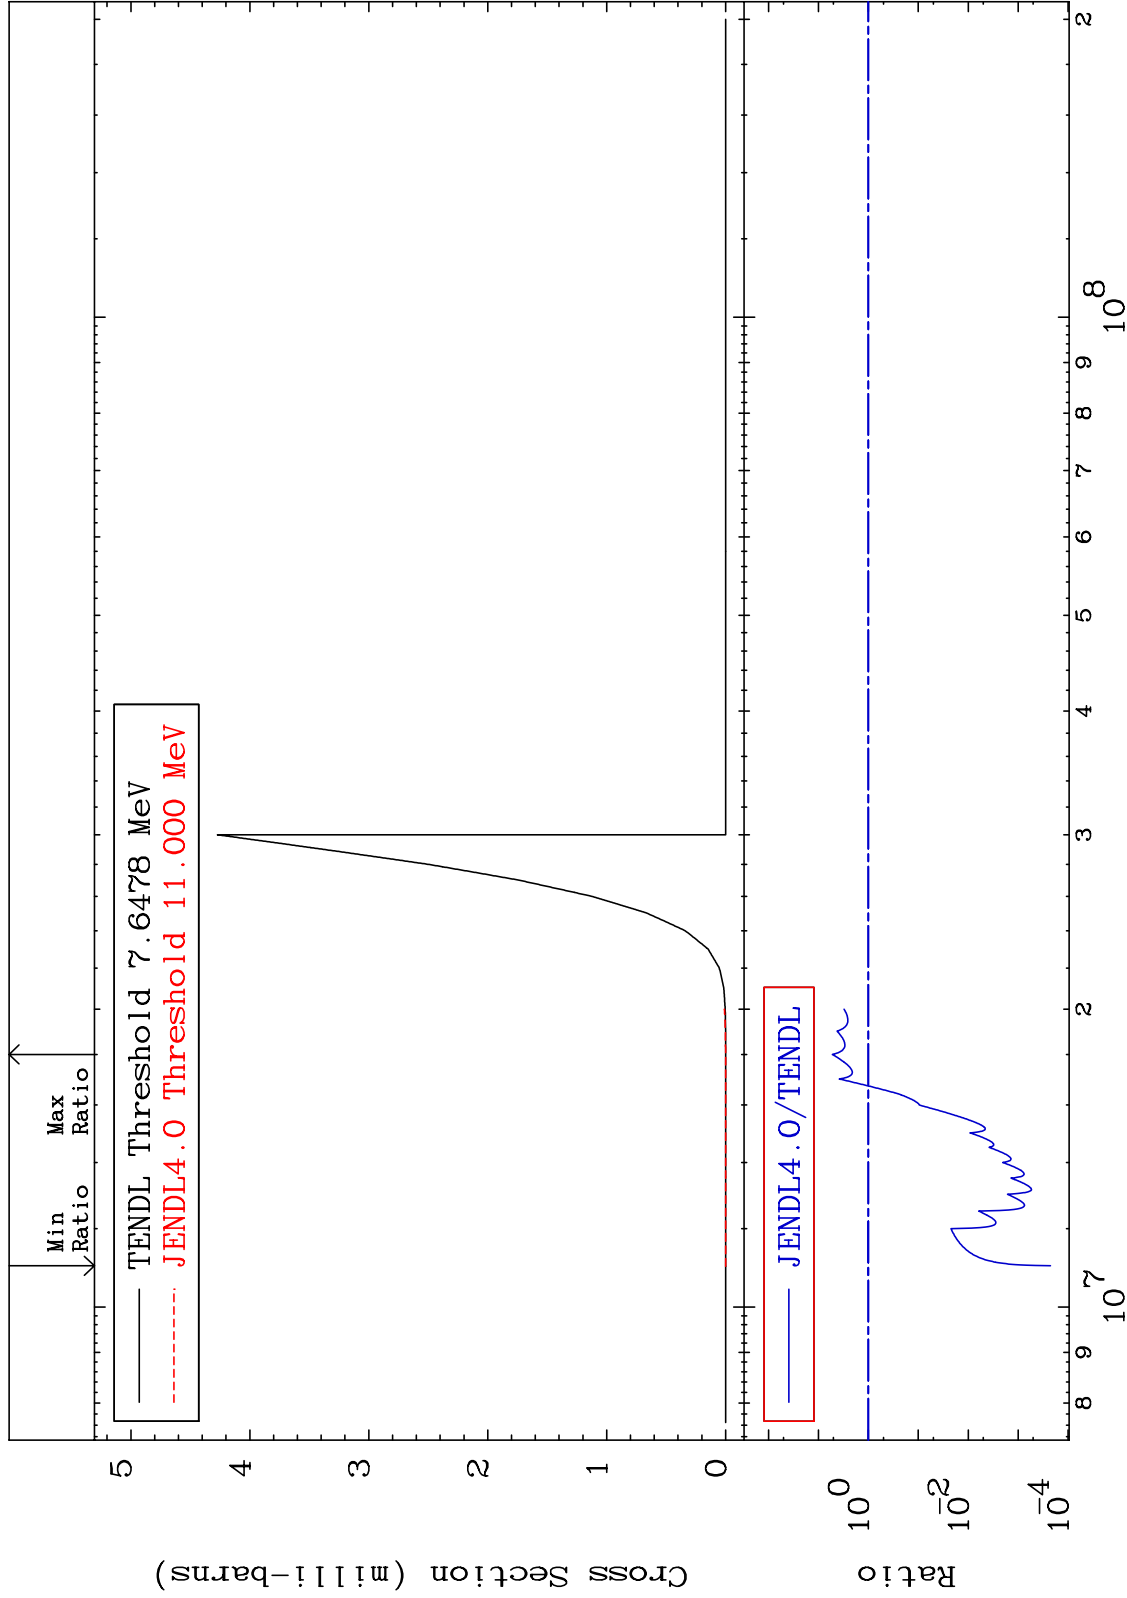 Min
Ratio
Max
Ratio
TENDL Threshold 7.6478 MeV
JENDL4.0 Threshold 11.000 MeV
5
4
3
2
1
0
Cross Section (milli-barns)
JENDL4.0/TENDL
10^0
10^-2
10^-4
Ratio
8
9
10^7
2
3
4
5
6
7
8
9
10^8
2